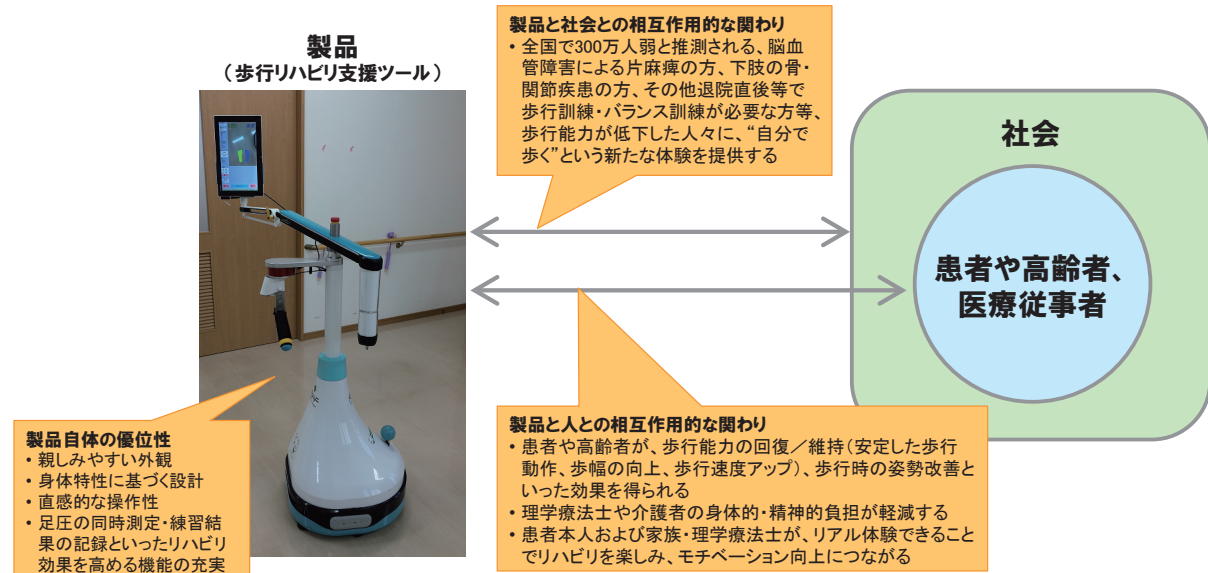 製品
（歩行リハビリ支援ツール）
製品と社会との相互作用的な関わり
• 全国で300万人弱と推測される、脳血
管障害による片麻痺の方、下肢の骨・
関節疾患の方、その他退院直後等で
歩行訓練・バランス訓練が必要な方等、
歩行能力が低下した人々に、“自分で
歩く”という新たな体験を提供する
社会
患者や高齢者、
医療従事者
製品自体の優位性
• 親しみやすい外観
• 身体特性に基づく設計
• 直感的な操作性
• 足圧の同時測定・練習結
果の記録といったリハビリ
効果を高める機能の充実
製品と人との相互作用的な関わり
• 患者や高齢者が、歩行能力の回復／維持（安定した歩行
動作、歩幅の向上、歩行速度アップ）、歩行時の姿勢改善と
いった効果を得られる
• 理学療法士や介護者の身体的・精神的負担が軽減する
• 患者本人および家族・理学療法士が、リアル体験できること
でリハビリを楽しみ、モチベーション向上につながる